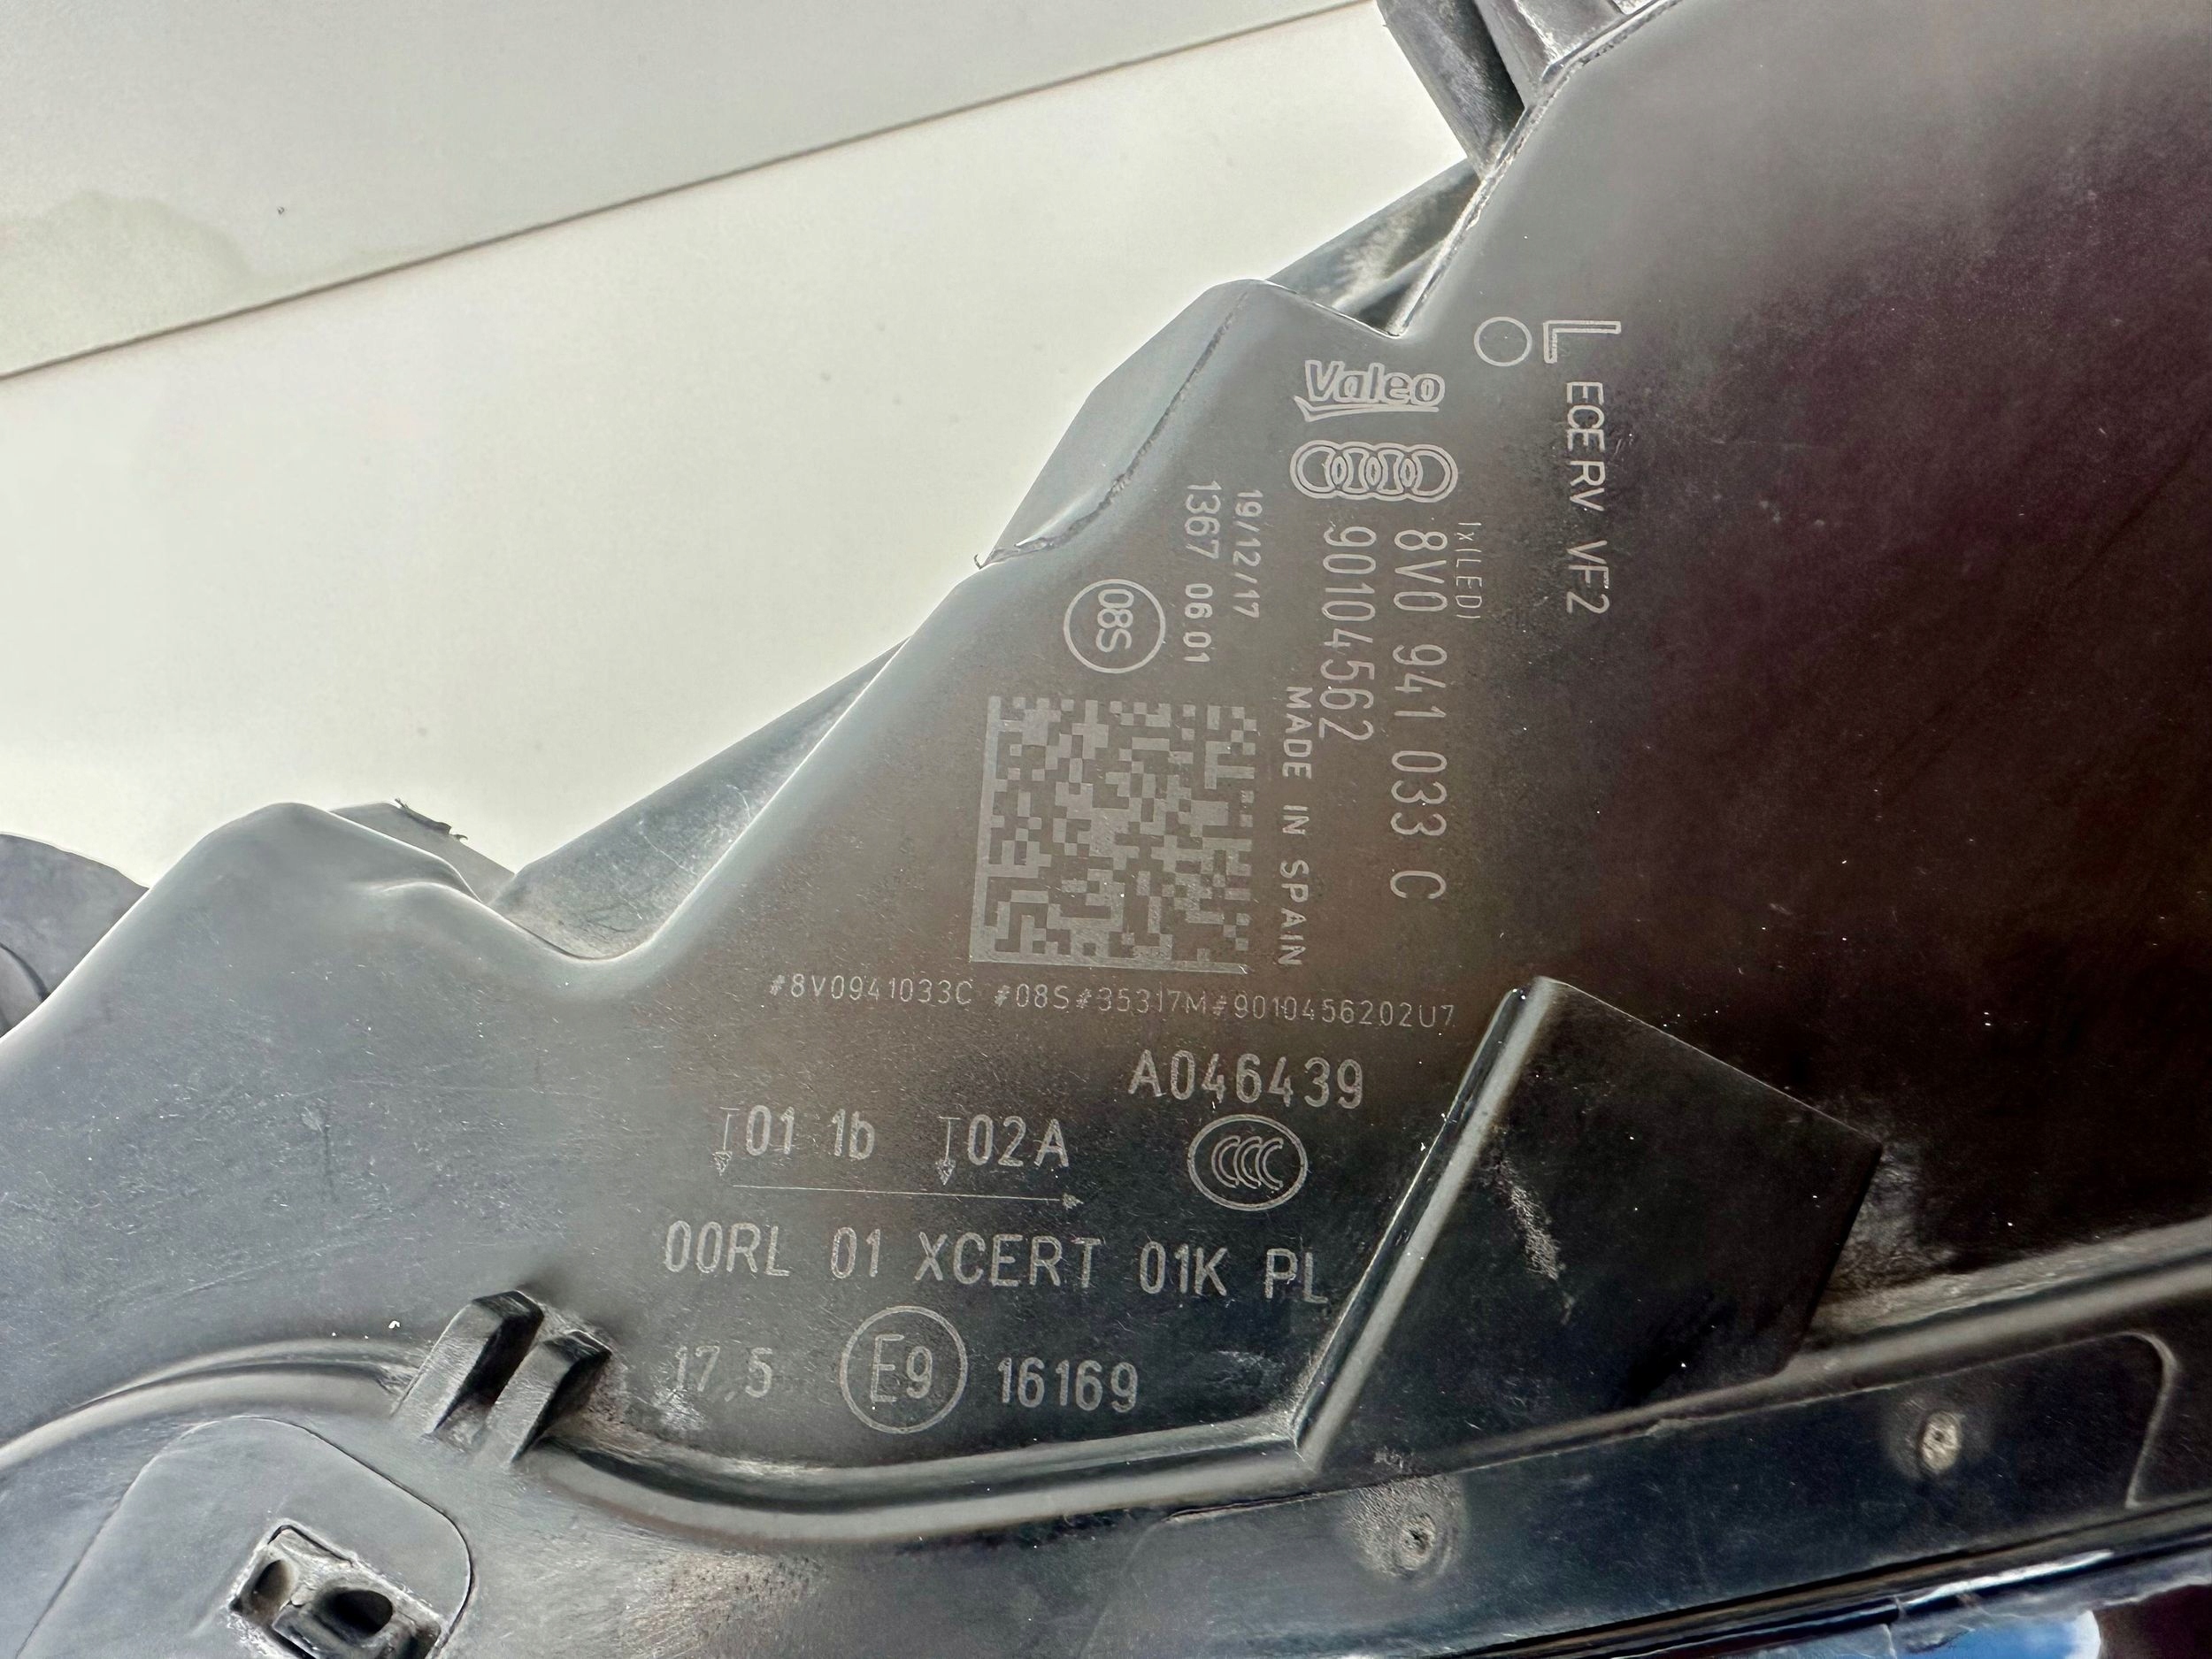 L ECE RV VF2
Valeo
1x(LED)
8V0 941 033 C
90104562
MADE IN SPAIN
19/12/17
1367 06 01
08S
#8V0941033C #08S#35317M#9010456202U7
A046439
01 1b 02A
CCC
00RL 01 XCERT 01K PL
17.5 E9 16169